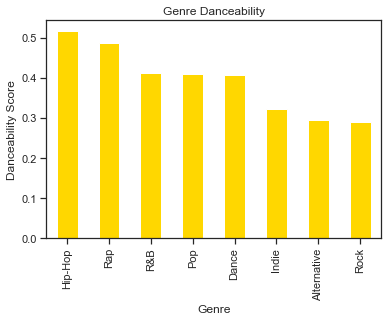 Genre Danceability
Danceability Score
0.5
0.4
0.3
0.2
0.1
0.0
Hip-Hop
Rap
R&B
Pop
Dance
Indie
Alternative
Rock
Genre